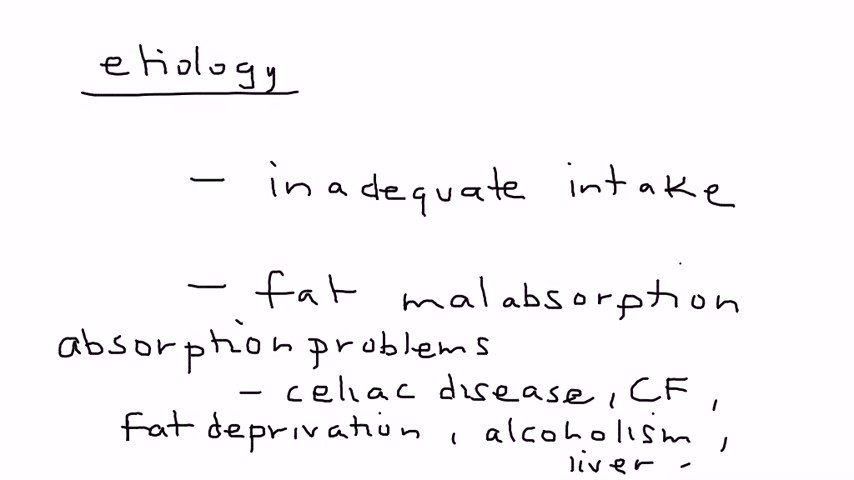 etiology
- inadequate intake
- fat malabsorption
absorption problems
- celiac disease, CF,
fat deprivation, alcoholism,
liver -